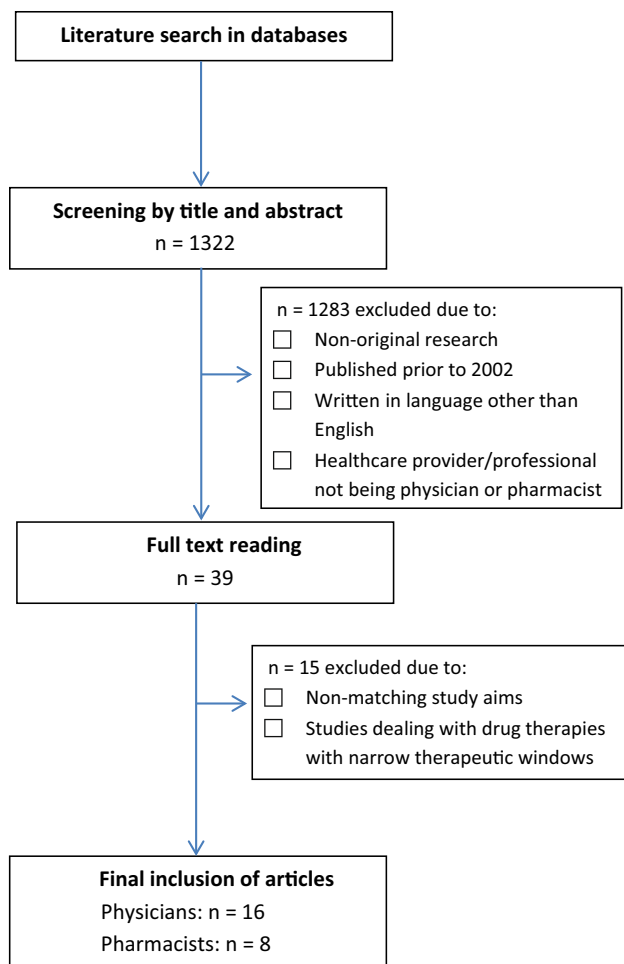 Literature search in databases
Screening by title and abstract
n = 1322
n = 1283 excluded due to:
Non-original research
Published prior to 2002
Written in language other than
English
Healthcare provider/professional
not being physician or pharmacist
Full text reading
n = 39
n = 15 excluded due to:
Non-matching study aims
Studies dealing with drug therapies
with narrow therapeutic windows
Final inclusion of articles
Physicians: n = 16
Pharmacists: n = 8